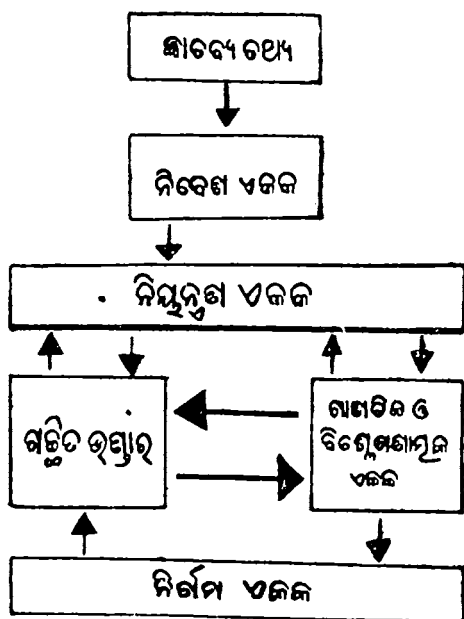 ଜ୍ଞାତବ୍ୟ ତଥ୍ୟ
ନିବେଶ ଏକକ
ନିୟନ୍ତ୍ରଣ ଏକକ
ଗଚ୍ଛିତ ଭଣ୍ଡାର
ଗାଣିତିକ ଓ
ବିଶ୍ଳେଷଣାତ୍ମକ
ଏକକ
ନିର୍ଗମ ଏକକ